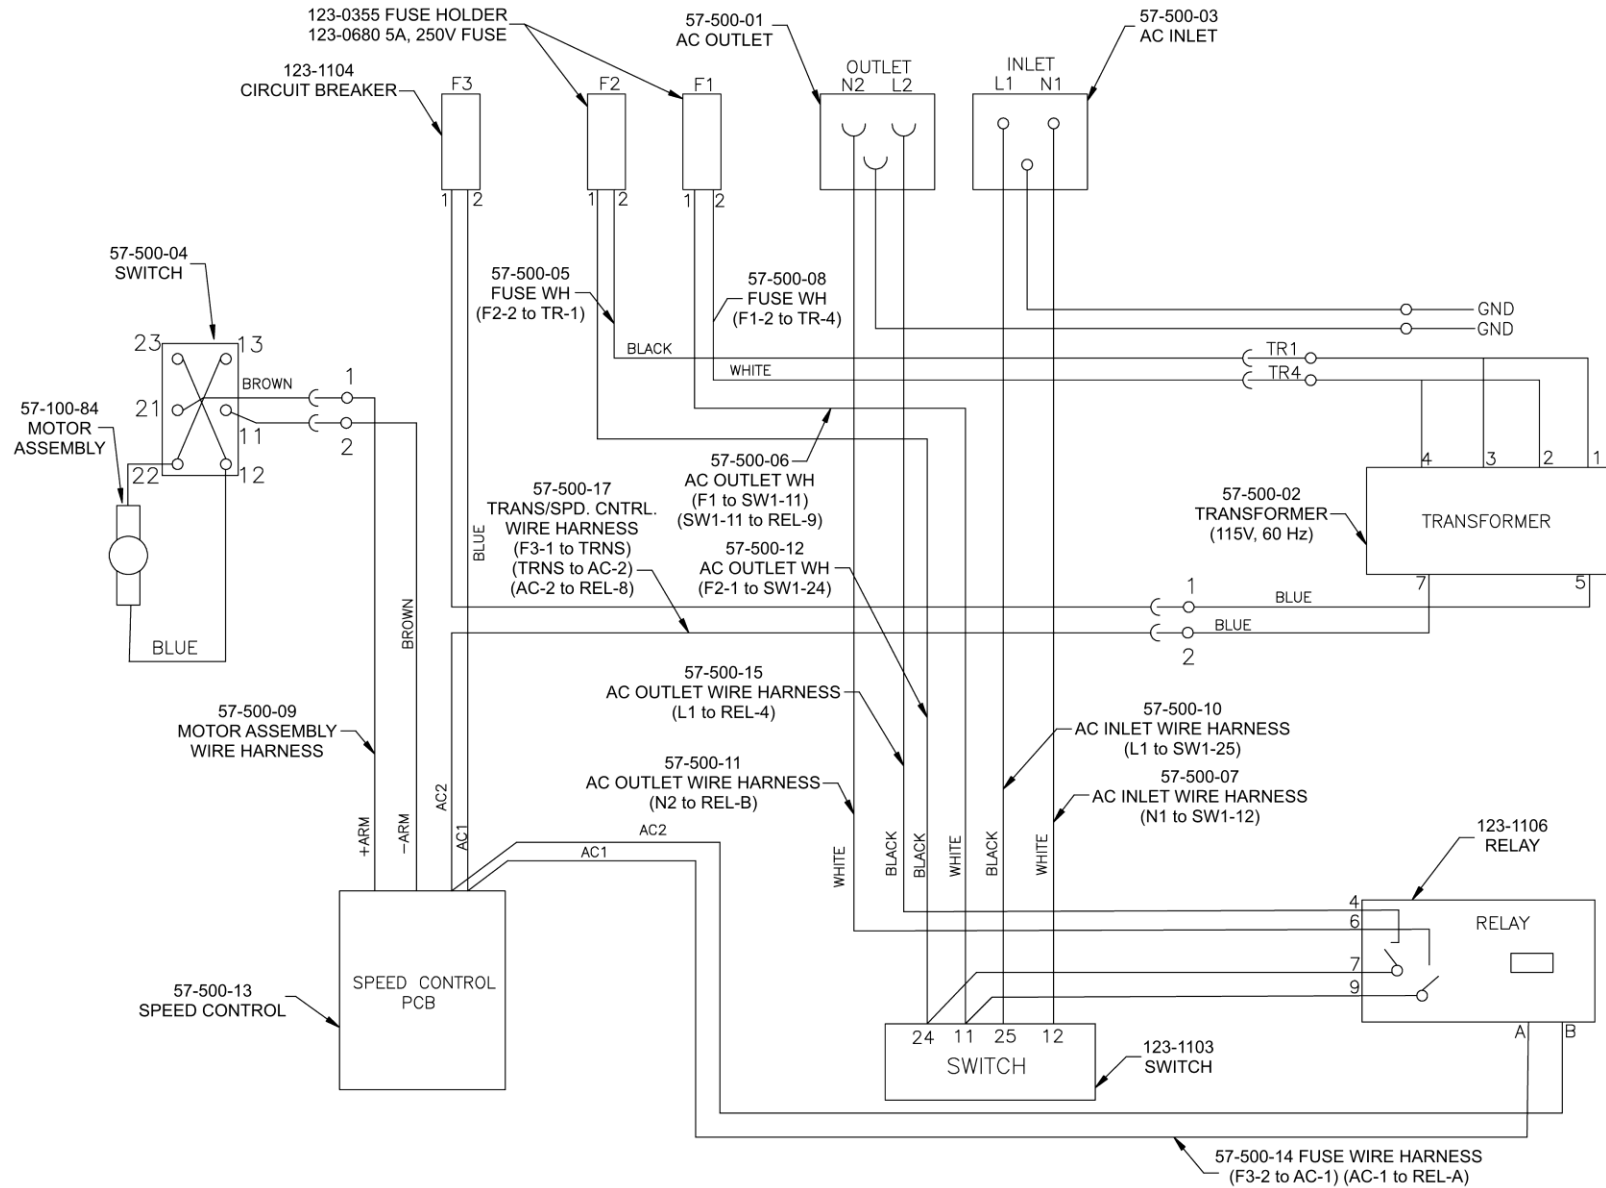 123-0355 FUSE HOLDER
123-0680 5A, 250V FUSE
57-500-01
AC OUTLET
57-500-03
AC INLET
123-1104
CIRCUIT BREAKER
F3
F2
F1
OUTLET
N2 L2
INLET
L1 N1
1 2
1 2
1 2
57-500-04
SWITCH
57-500-05
FUSE WH
(F2-2 to TR-1)
57-500-08
FUSE WH
(F1-2 to TR-4)
GND
GND
23 13
21 11
22 12
BROWN
1
2
BLACK
WHITE
TR1
TR4
57-100-84
MOTOR
ASSEMBLY
BLUE
57-500-17
TRANS/SPD. CNTRL.
WIRE HARNESS
(F3-1 to TRNS)
(TRNS to AC-2)
(AC-2 to REL-8)
57-500-06
AC OUTLET WH
(F1 to SW1-11)
(SW1-11 to REL-9)
57-500-12
AC OUTLET WH
(F2-1 to SW1-24)
57-500-02
TRANSFORMER
(115V, 60 Hz)
4 3 2 1
TRANSFORMER
7 5
BLUE
BROWN
1
2
BLUE
BLUE
57-500-09
MOTOR ASSEMBLY
WIRE HARNESS
57-500-15
AC OUTLET WIRE HARNESS
(L1 to REL-4)
57-500-11
AC OUTLET WIRE HARNESS
(N2 to REL-B)
57-500-10
AC INLET WIRE HARNESS
(L1 to SW1-25)
57-500-07
AC INLET WIRE HARNESS
(N1 to SW1-12)
+ARM
-ARM
AC2
AC1
AC2
AC1
WHITE
BLACK
BLACK
WHITE
BLACK
WHITE
123-1106
RELAY
4
6
7
9
RELAY
A B
57-500-13
SPEED CONTROL
SPEED CONTROL
PCB
24 11 25 12
SWITCH
123-1103
SWITCH
57-500-14 FUSE WIRE HARNESS
(F3-2 to AC-1) (AC-1 to REL-A)